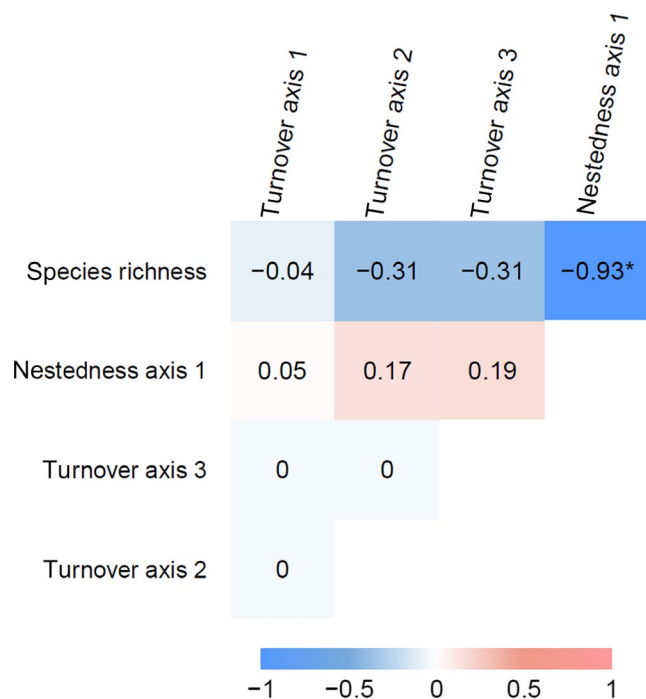 Turnover axis 1
Turnover axis 2
Turnover axis 3
Nestedness axis 1
Species richness
−0.04
−0.31
−0.31
−0.93*
Nestedness axis 1
0.05
0.17
0.19
Turnover axis 3
0
0
Turnover axis 2
0
−1
−0.5
0
0.5
1